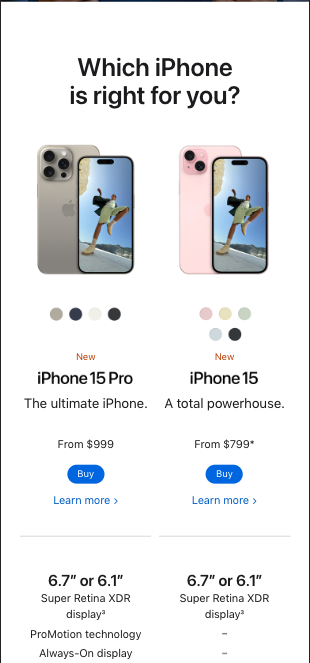 Which iPhone
is right for you?
New
iPhone 15 Pro
The ultimate iPhone.
From $999
Buy
Learn more >
6.7” or 6.1”
Super Retina XDR
display³
ProMotion technology
Always-On display
New
iPhone 15
A total powerhouse.
From $799*
Buy
Learn more >
6.7” or 6.1”
Super Retina XDR
display³
–
–